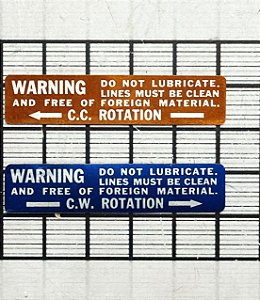 WARNING DO NOT LUBRICATE.
LINES MUST BE CLEAN
AND FREE OF FOREIGN MATERIAL.
C.C. ROTATION
WARNING DO NOT LUBRICATE.
LINES MUST BE CLEAN
AND FREE OF FOREIGN MATERIAL.
C.W. ROTATION